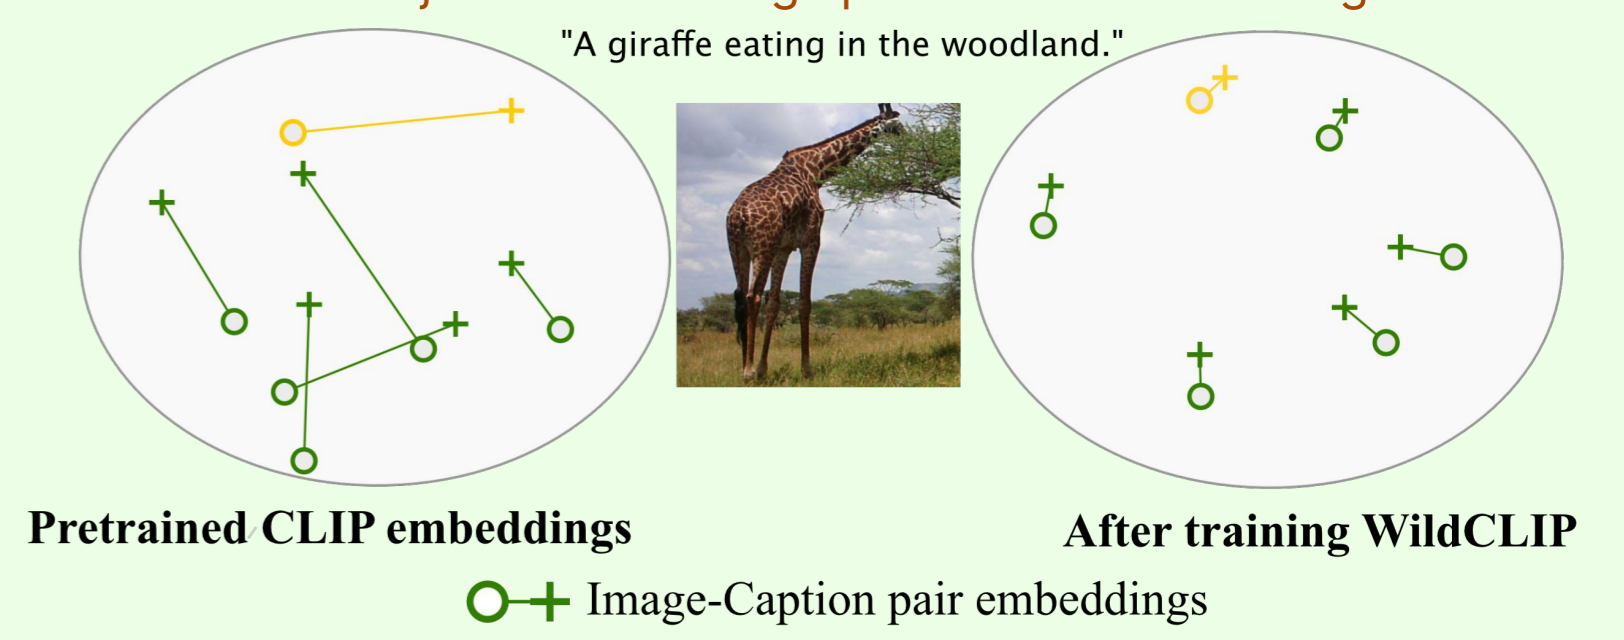 "A giraffe eating in the woodland."
Pretrained CLIP embeddings
After training WildCLIP
Image-Caption pair embeddings